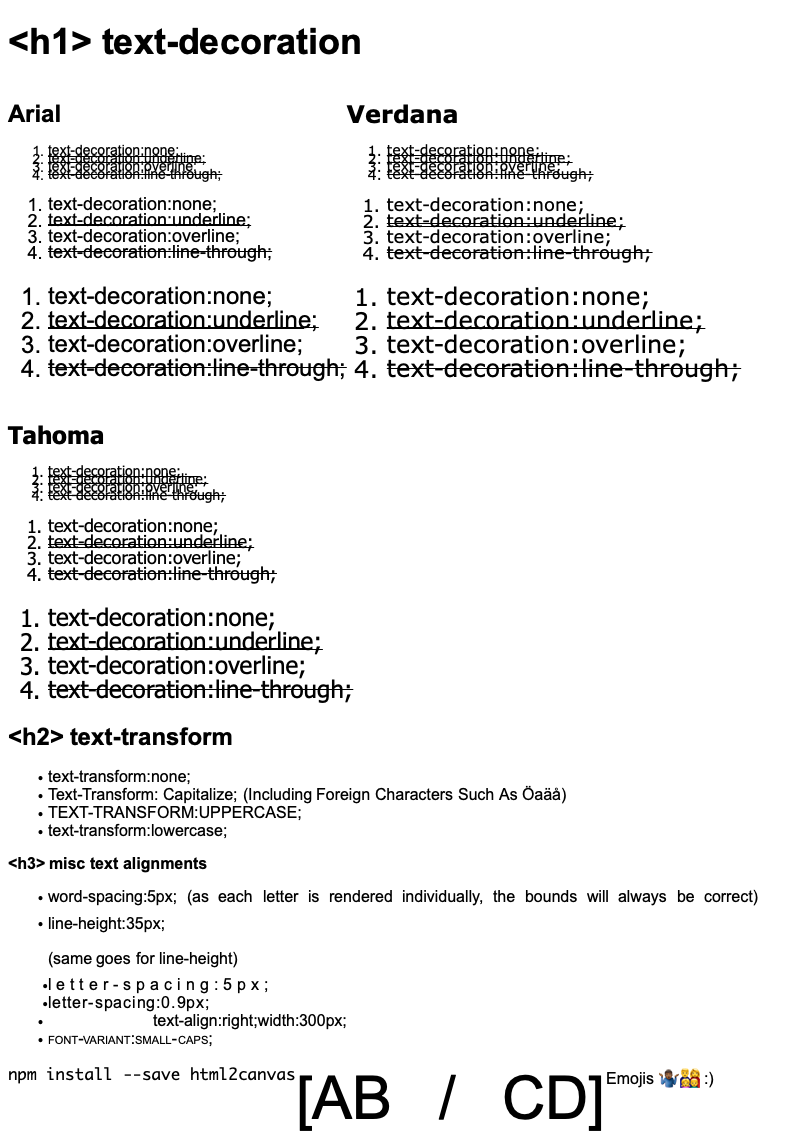 <h1> text-decoration
Arial
1. text-decoration:none;
2. text-decoration:underline;
3. text-decoration:overline;
4. text-decoration:line-through;
1. text-decoration:none;
2. text-decoration:underline;
3. text-decoration:overline;
4. text-decoration:line-through;
1. text-decoration:none;
2. text-decoration:underline;
3. text-decoration:overline;
4. text-decoration:line-through;
Verdana
1. text-decoration:none;
2. text-decoration:underline;
3. text-decoration:overline;
4. text-decoration:line-through;
1. text-decoration:none;
2. text-decoration:underline;
3. text-decoration:overline;
4. text-decoration:line-through;
1. text-decoration:none;
2. text-decoration:underline;
3. text-decoration:overline;
4. text-decoration:line-through;
Tahoma
1. text-decoration:none;
2. text-decoration:underline;
3. text-decoration:overline;
4. text-decoration:line-through;
1. text-decoration:none;
2. text-decoration:underline;
3. text-decoration:overline;
4. text-decoration:line-through;
1. text-decoration:none;
2. text-decoration:underline;
3. text-decoration:overline;
4. text-decoration:line-through;
<h2> text-transform
• text-transform:none;
• Text-Transform: Capitalize; (Including Foreign Characters Such As Öaäå)
• TEXT-TRANSFORM:UPPERCASE;
• text-transform:lowercase;
<h3> misc text alignments
• word-spacing:5px; (as each letter is rendered individually, the bounds will always be correct)
• line-height:35px;
(same goes for line-height)
•letter-spacing:5px;
•letter-spacing:0.9px;
• text-align:right;width:300px;
• FONT-VARIANT:SMALL-CAPS;
npm install --save html2canvas [AB / CD] Emojis 🤷🏾‍♂️👨‍👩‍👧‍👦 :)